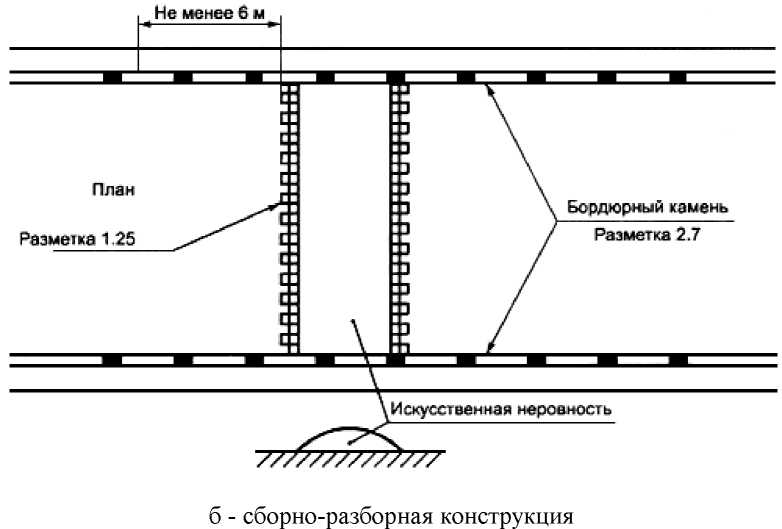 Не менее 6 м
План
Разметка 1.25
Бордюрный камень
Разметка 2.7
Искусственная неровность
б - сборно-разборная конструкция